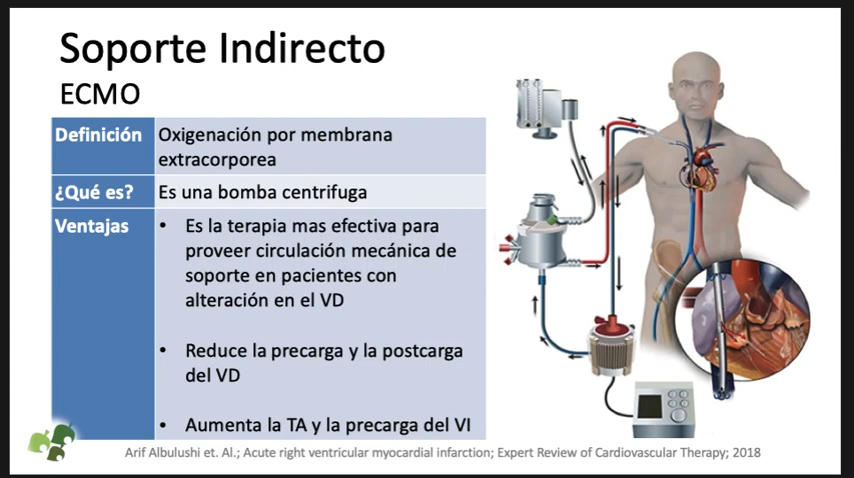 Soporte Indirecto
ECMO
Definición
Oxigenación por membrana
extracorporea
¿Qué es?
Es una bomba centrifuga
Ventajas
• Es la terapia mas efectiva para
proveer circulación mecánica de
soporte en pacientes con
alteración en el VD
• Reduce la precarga y la postcarga
del VD
• Aumenta la TA y la precarga del VI
Arif Albulushi et. Al.; Acute right ventricular myocardial infarction; Expert Review of Cardiovascular Therapy; 2018